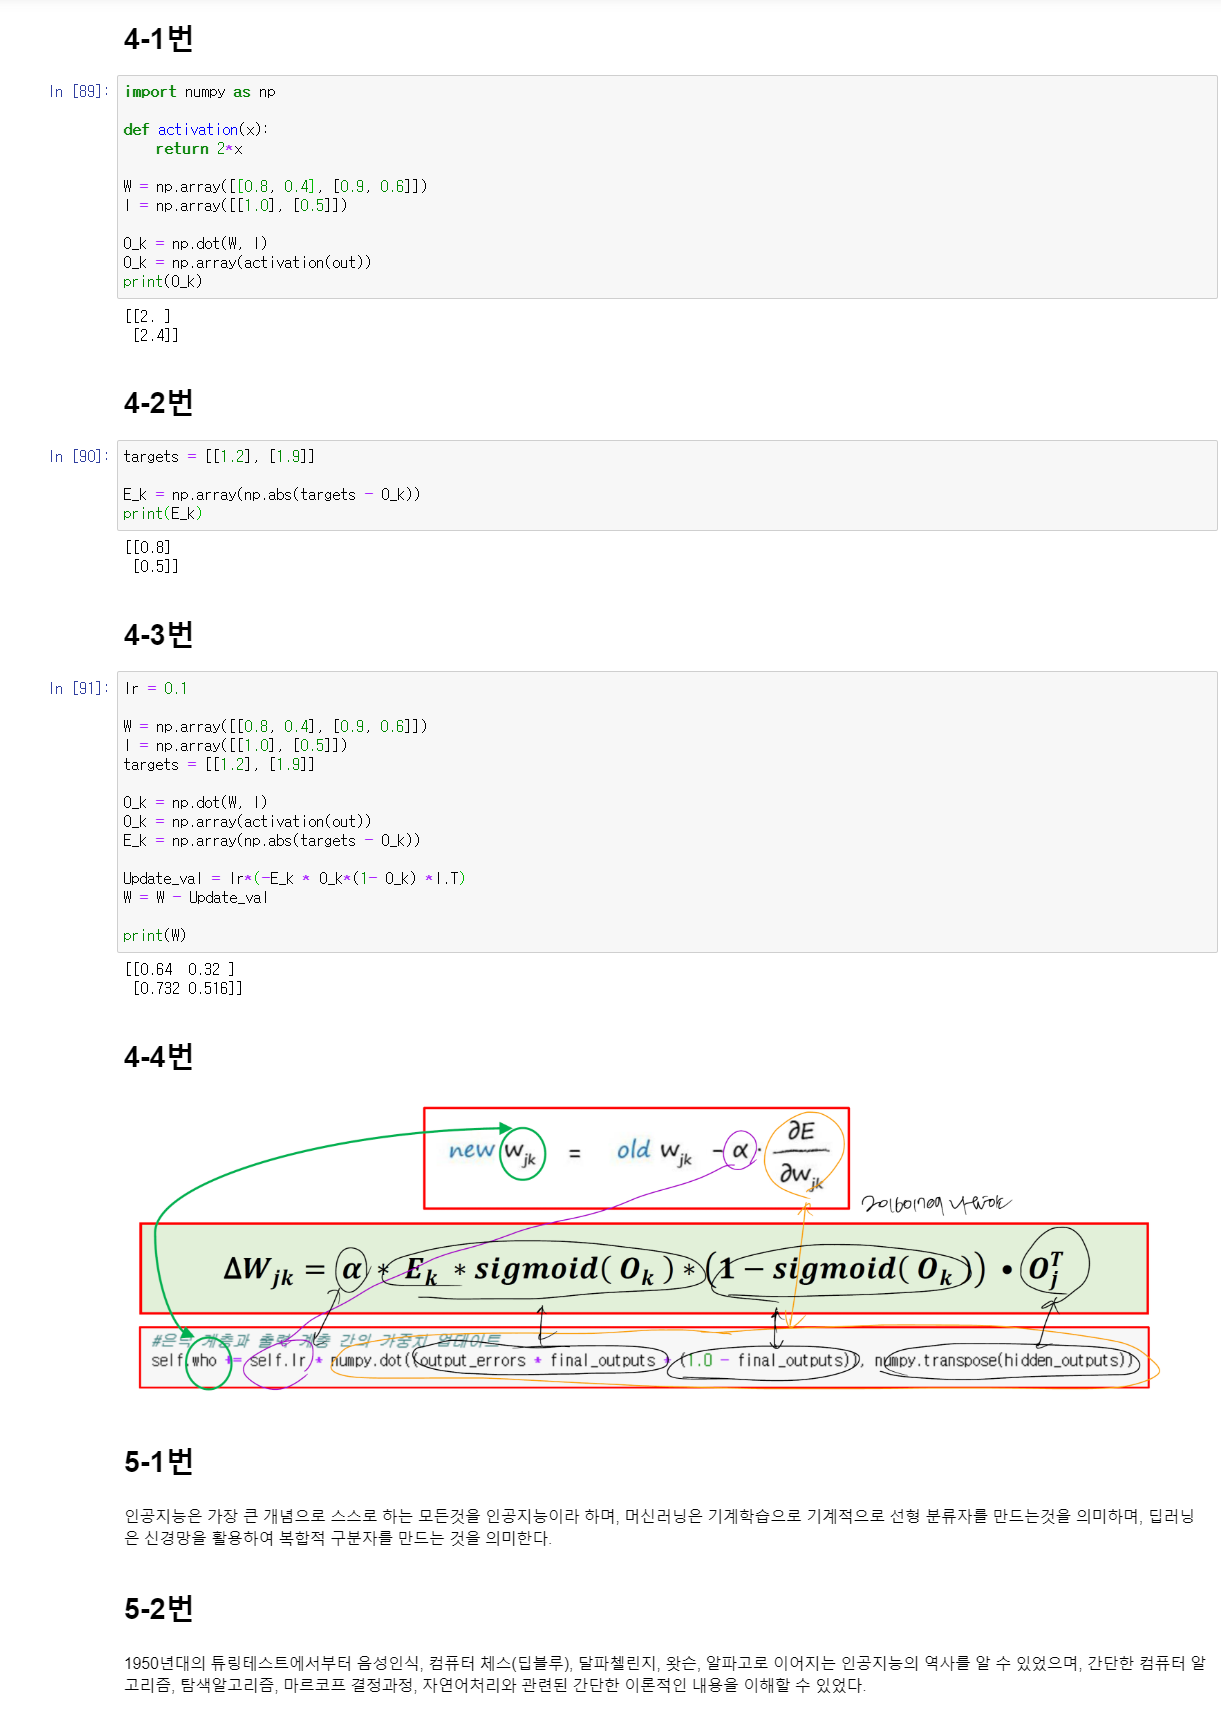 4-1번
In [89]:
import numpy as np
def activation(x):
return 2*x
W = np.array([[0.8, 0.4], [0.9, 0.6]])
I = np.array([[1.0], [0.5]])
O_k = np.dot(W, I)
O_k = np.array(activation(out))
print(O_k)
[[2. ]
[2.4]]
4-2번
In [90]:
targets = [[1.2], [1.9]]
E_k = np.array(np.abs(targets - O_k))
print(E_k)
[[0.8]
[0.5]]
4-3번
In [91]:
lr = 0.1
W = np.array([[0.8, 0.4], [0.9, 0.6]])
I = np.array([[1.0], [0.5]])
targets = [[1.2], [1.9]]
O_k = np.dot(W, I)
O_k = np.array(activation(out))
E_k = np.array(np.abs(targets - O_k))
Update_val = lr*(-E_k * O_k*(1- O_k) *I.T)
W = W - Update_val
print(W)
[[0.64 0.32 ]
[0.732 0.516]]
4-4번
new w_jk = old w_jk - α · ∂E/∂w_jk
ΔW_jk = α * E_k * sigmoid( O_k ) * (1 − sigmoid( O_k )) • O_j^T
#은닉 계층과 출력 계층 간의 가중치 업데이트
self.who += self.lr * numpy.dot((output_errors * final_outputs * (1.0 - final_outputs)), numpy.transpose(hidden_outputs))
5-1번
인공지능은 가장 큰 개념으로 스스로 하는 모든것을 인공지능이라 하며, 머신러닝은 기계학습으로 기계적으로 선형 분류자를 만드는것을 의미하며, 딥러닝
은 신경망을 활용하여 복합적 구분자를 만드는 것을 의미한다.
5-2번
1950년대의 튜링테스트에서부터 음성인식, 컴퓨터 체스(딥블루), 달파첼린지, 왓슨, 알파고로 이어지는 인공지능의 역사를 알 수 있었으며, 간단한 컴퓨터 알
고리즘, 탐색알고리즘, 마르코프 결정과정, 자연어처리와 관련된 간단한 이론적인 내용을 이해할 수 있었다.